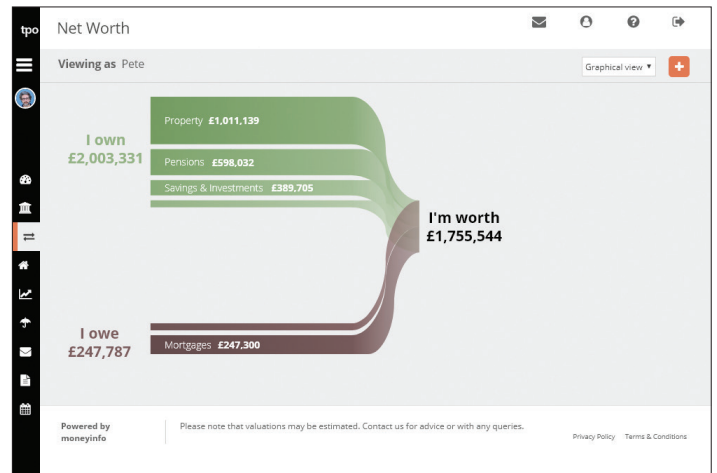 tpo
Net Worth
Viewing as Pete
Graphical view
I own
£2,003,331
Property £1,011,139
Pensions £598,032
Savings & Investments £389,705
I'm worth
£1,755,544
I owe
£247,787
Mortgages £247,300
Powered by
moneyinfo
Please note that valuations may be estimated. Contact us for advice or with any queries.
Privacy Policy Terms & Conditions